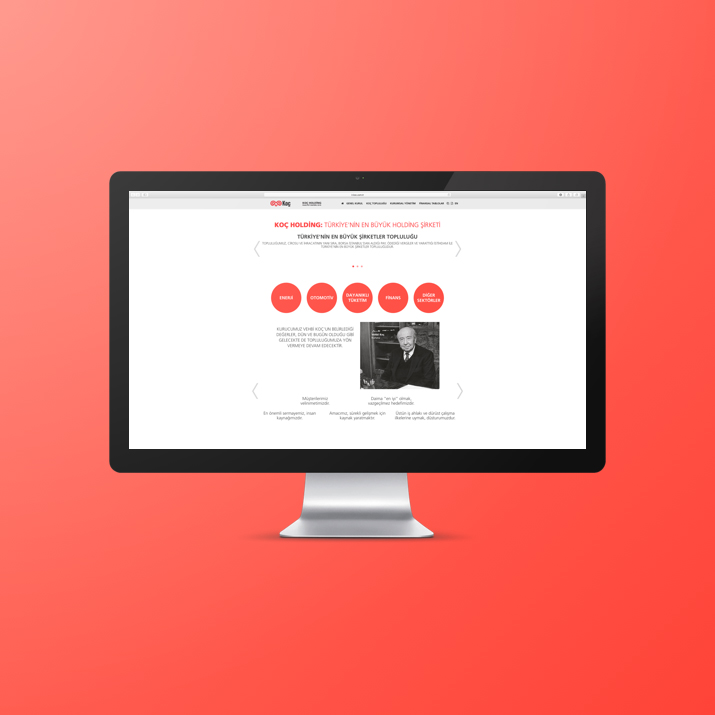 Koç
KOÇ HOLDİNG
KOÇ HOLDİNG: TÜRKİYE'NİN EN BÜYÜK HOLDİNG ŞİRKETİ
TÜRKİYE'NİN EN BÜYÜK ŞİRKETLER TOPLULUĞU
ENERJİ
OTOMOTİV
DAYANIKLI
TÜKETİM
FİNANS
DİĞER
SEKTÖRLER
KURUCUMUZ VEHBİ KOÇ'UN BELİRLEDİĞİ
DEĞERLER, DÜN VE BUGÜN OLDUĞU GİBİ
GELECEKTE DE TOPLULUĞUMUZA YÖN
VERMEYE DEVAM EDECEKTİR.
Müşterilerimiz
velinimetimizdir.
Daima "en iyi" olmak,
vazgeçilmez hedefimizdir.
En önemli sermayemiz, insan
kaynağımızdır.
Amacımız, sürekli gelişmek için
kaynak yaratmaktır.
Üstün iş ahlakı ve dürüst çalışma
ilkelerine uymak, düsturumuzdur.